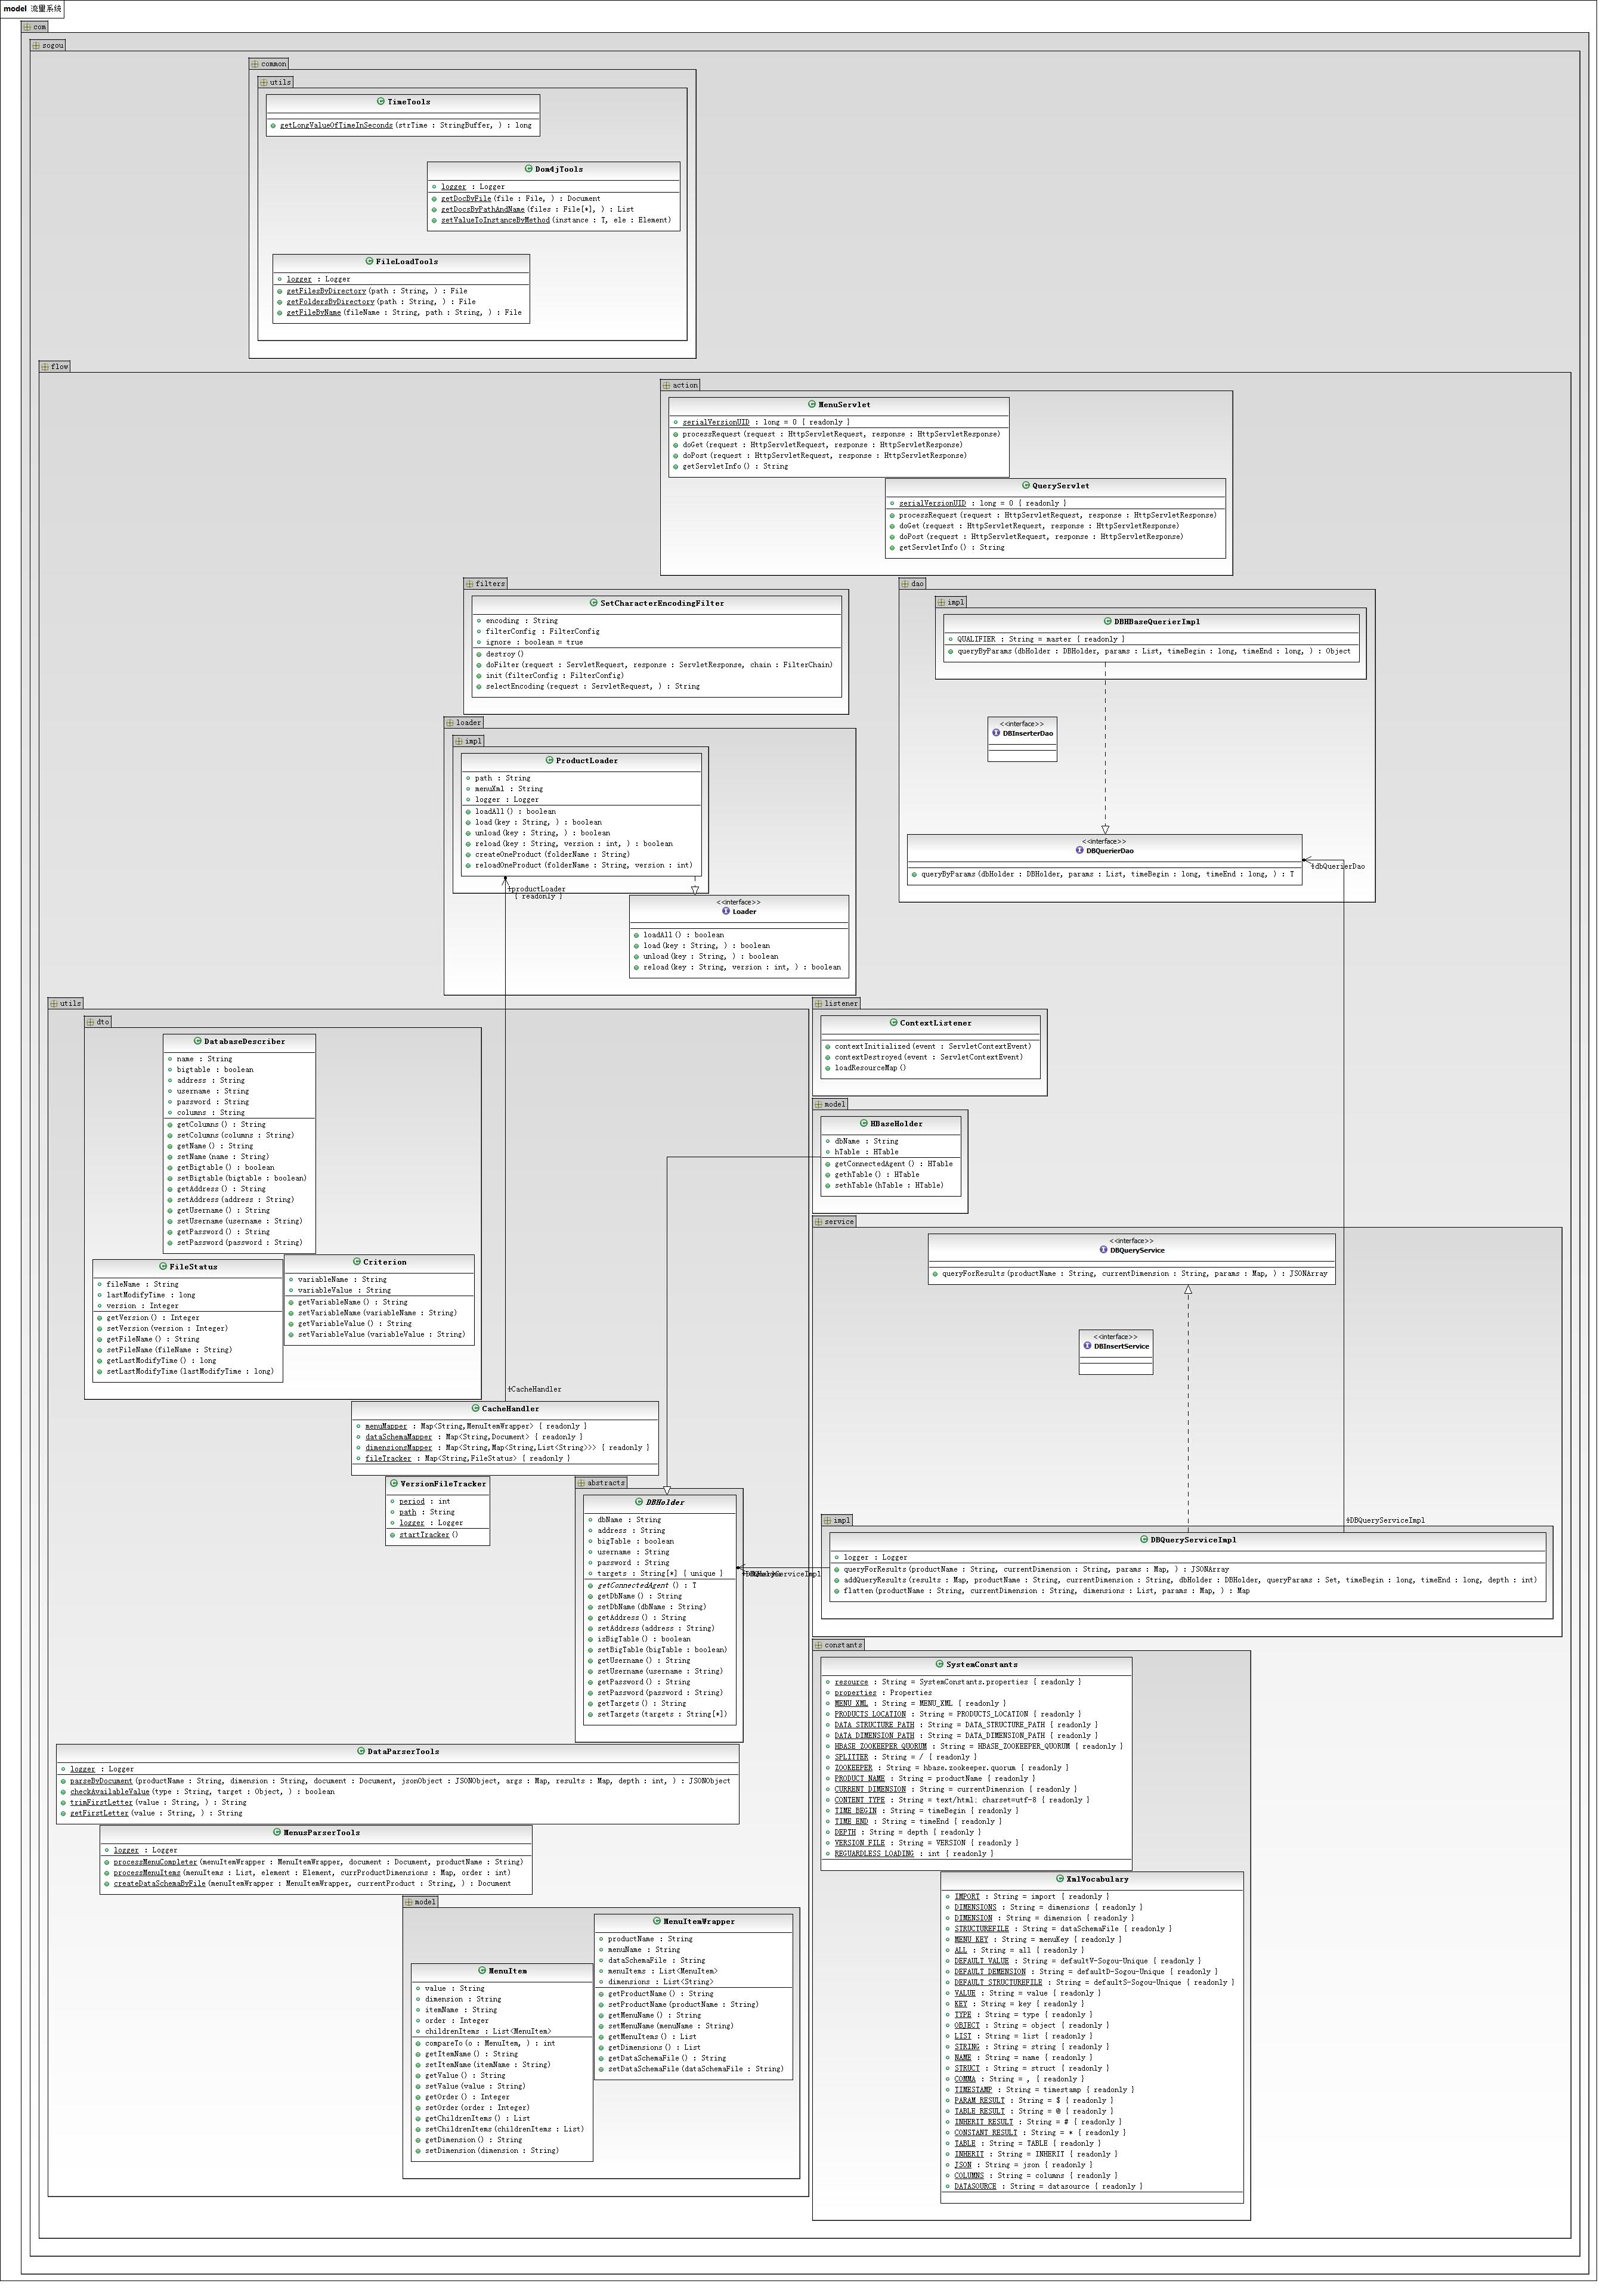 model 流量系统
com
sogou
common
utils
TimeTools
getLongValueOfTimeInSeconds(strTime : StringBuffer, ) : long
Dom4jTools
logger : Logger
getDocByFile(file : File, ) : Document
getDocsByPathAndName(files : File[*], ) : List
setValueToInstanceByMethod(instance : T, ele : Element)
FileLoadTools
logger : Logger
getFilesByDirectory(path : String, ) : File
getFoldersByDirectory(path : String, ) : File
getFileByName(fileName : String, path : String, ) : File
flow
action
MenuServlet
serialVersionUID : long = 0 { readonly }
processRequest(request : HttpServletRequest, response : HttpServletResponse)
doGet(request : HttpServletRequest, response : HttpServletResponse)
doPost(request : HttpServletRequest, response : HttpServletResponse)
getServletInfo() : String
QueryServlet
serialVersionUID : long = 0 { readonly }
processRequest(request : HttpServletRequest, response : HttpServletResponse)
doGet(request : HttpServletRequest, response : HttpServletResponse)
doPost(request : HttpServletRequest, response : HttpServletResponse)
getServletInfo() : String
filters
SetCharacterEncodingFilter
encoding : String
filterConfig : FilterConfig
ignore : boolean = true
destroy()
doFilter(request : ServletRequest, response : ServletResponse, chain : FilterChain)
init(filterConfig : FilterConfig)
selectEncoding(request : ServletRequest, ) : String
dao
impl
DBHBaseQuerierImpl
QUALIFIER : String = master { readonly }
queryByParams(dbHolder : DBHolder, params : List, timeBegin : long, timeEnd : long, ) : Object
<<interface>>
DBInserterDao
<<interface>>
DBQuerierDao
queryByParams(dbHolder : DBHolder, params : List, timeBegin : long, timeEnd : long, ) : T
+dbQuerierDao
loader
impl
ProductLoader
path : String
menuXml : String
logger : Logger
loadAll() : boolean
load(key : String, ) : boolean
unload(key : String, ) : boolean
reload(key : String, version : int, ) : boolean
createOneProduct(folderName : String)
reloadOneProduct(folderName : String, version : int)
+productLoader
{ readonly }
<<interface>>
Loader
loadAll() : boolean
load(key : String, ) : boolean
unload(key : String, ) : boolean
reload(key : String, version : int, ) : boolean
utils
dto
DatabaseDescriber
name : String
bigtable : boolean
address : String
username : String
password : String
columns : String
getColumns() : String
setColumns(columns : String)
getName() : String
setName(name : String)
getBigtable() : boolean
setBigtable(bigtable : boolean)
getAddress() : String
setAddress(address : String)
getUsername() : String
setUsername(username : String)
getPassword() : String
setPassword(password : String)
FileStatus
fileName : String
lastModifyTime : long
version : Integer
getVersion() : Integer
setVersion(version : Integer)
getFileName() : String
setFileName(fileName : String)
getLastModifyTime() : long
setLastModifyTime(lastModifyTime : long)
Criterion
variableName : String
variableValue : String
getVariableName() : String
setVariableName(variableName : String)
getVariableValue() : String
setVariableValue(variableValue : String)
listener
ContextListener
contextInitialized(event : ServletContextEvent)
contextDestroyed(event : ServletContextEvent)
loadResourceMap()
model
HBaseHolder
dbName : String
hTable : HTable
getConnectedAgent() : HTable
gethTable() : HTable
sethTable(hTable : HTable)
service
<<interface>>
DBQueryService
queryForResults(productName : String, currentDimension : String, params : Map, ) : JSONArray
<<interface>>
DBInsertService
+CacheHandler
CacheHandler
menuMapper : Map<String,MenuItemWrapper> { readonly }
dataSchemaMapper : Map<String,Document> { readonly }
dimensionsMapper : Map<String,Map<String,List<String>>> { readonly }
fileTracker : Map<String,FileStatus> { readonly }
VersionFileTracker
period : int
path : String
logger : Logger
startTracker()
abstracts
DBHolder
dbName : String
address : String
bigTable : boolean
username : String
password : String
targets : String[*] { unique }
getConnectedAgent() : T
getDbName() : String
setDbName(dbName : String)
getAddress() : String
setAddress(address : String)
isBigTable() : boolean
setBigTable(bigTable : boolean)
getUsername() : String
setUsername(username : String)
getPassword() : String
setPassword(password : String)
getTargets() : String
setTargets(targets : String[*])
+DBQueryServiceImpl
impl
DBQueryServiceImpl
logger : Logger
queryForResults(productName : String, currentDimension : String, params : Map, ) : JSONArray
addQueryResults(results : Map, productName : String, currentDimension : String, dbHolder : DBHolder, queryParams : Set, timeBegin : long, timeEnd : long, depth : int)
flatten(productName : String, currentDimension : String, dimensions : List, params : Map, ) : Map
DataParserTools
logger : Logger
parseByDocument(productName : String, dimension : String, document : Document, jsonObject : JSONObject, args : Map, results : Map, depth : int, ) : JSONObject
checkAvailableValue(type : String, target : Object, ) : boolean
trimFirstLetter(value : String, ) : String
getFirstLetter(value : String, ) : String
MenusParserTools
logger : Logger
processMenuCompleter(menuItemWrapper : MenuItemWrapper, document : Document, productName : String)
processMenuItems(menuItems : List, element : Element, currProductDimensions : Map, order : int)
createDataSchemaByFile(menuItemWrapper : MenuItemWrapper, currentProduct : String, ) : Document
model
MenuItem
value : String
dimension : String
itemName : String
order : Integer
childrenItems : List<MenuItem>
compareTo(o : MenuItem, ) : int
getItemName() : String
setItemName(itemName : String)
getValue() : String
setValue(value : String)
getOrder() : Integer
setOrder(order : Integer)
getChildrenItems() : List
setChildrenItems(childrenItems : List)
getDimension() : String
setDimension(dimension : String)
MenuItemWrapper
productName : String
menuName : String
dataSchemaFile : String
menuItems : List<MenuItem>
dimensions : List<String>
getProductName() : String
setProductName(productName : String)
getMenuName() : String
setMenuName(menuName : String)
getMenuItems() : List
getDimensions() : List
getDataSchemaFile() : String
setDataSchemaFile(dataSchemaFile : String)
constants
SystemConstants
resource : String = SystemConstants.properties { readonly }
properties : Properties
MENU_XML : String = MENU_XML { readonly }
PRODUCTS_LOCATION : String = PRODUCTS_LOCATION { readonly }
DATA_STRUCTURE_PATH : String = DATA_STRUCTURE_PATH { readonly }
DATA_DIMENSION_PATH : String = DATA_DIMENSION_PATH { readonly }
HBASE_ZOOKEEPER_QUORUM : String = HBASE_ZOOKEEPER_QUORUM { readonly }
SPLITTER : String = / { readonly }
ZOOKEEPER : String = hbase.zookeeper.quorum { readonly }
PRODUCT_NAME : String = productName { readonly }
CURRENT_DIMENSION : String = currentDimension { readonly }
CONTENT_TYPE : String = text/html; charset=utf-8 { readonly }
TIME_BEGIN : String = timeBegin { readonly }
TIME_END : String = timeEnd { readonly }
DEPTH : String = depth { readonly }
VERSION_FILE : String = VERSION { readonly }
REGUARDLESS_LOADING : int { readonly }
XmlVocabulary
IMPORT : String = import { readonly }
DIMENSIONS : String = dimensions { readonly }
DIMENSION : String = dimension { readonly }
STRUCTUREFILE : String = dataSchemaFile { readonly }
MENU_KEY : String = menuKey { readonly }
ALL : String = all { readonly }
DEFAULT_VALUE : String = defaultV-Sogou-Unique { readonly }
DEFAULT_DEMENSION : String = defaultD-Sogou-Unique { readonly }
DEFAULT_STRUCTUREFILE : String = defaultS-Sogou-Unique { readonly }
VALUE : String = value { readonly }
KEY : String = key { readonly }
TYPE : String = type { readonly }
OBJECT : String = object { readonly }
LIST : String = list { readonly }
STRING : String = string { readonly }
NAME : String = name { readonly }
STRUCT : String = struct { readonly }
COMMA : String = , { readonly }
TIMESTAMP : String = timestamp { readonly }
PARAM_RESULT : String = $ { readonly }
TABLE_RESULT : String = @ { readonly }
INHERIT_RESULT : String = # { readonly }
CONSTANT_RESULT : String = * { readonly }
TABLE : String = TABLE { readonly }
INHERIT : String = INHERIT { readonly }
JSON : String = json { readonly }
COLUMNS : String = columns { readonly }
DATASOURCE : String = datasource { readonly }